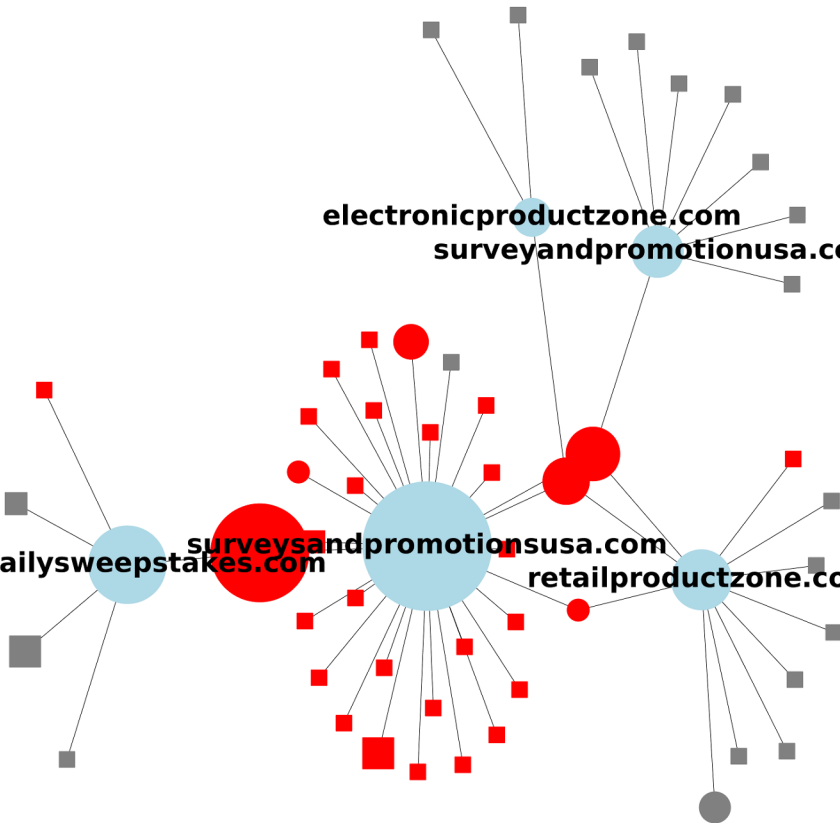 electronicproductzone.com
surveyandpromotionusa.co
surveysandpromotionsusa.com
ailysweepstakes.com
retailproductzone.co